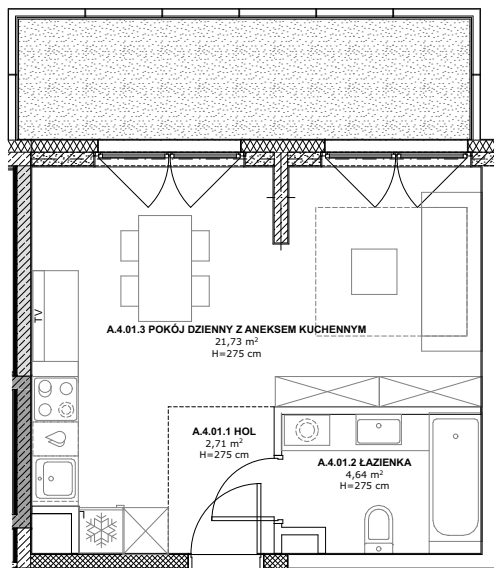 TV
A.4.01.3 POKÓJ DZIENNY Z ANEKSEM KUCHENNYM
21,73 m²
H=275 cm
A.4.01.1 HOL
2,71 m²
H=275 cm
A.4.01.2 ŁAZIENKA
4,64 m²
H=275 cm